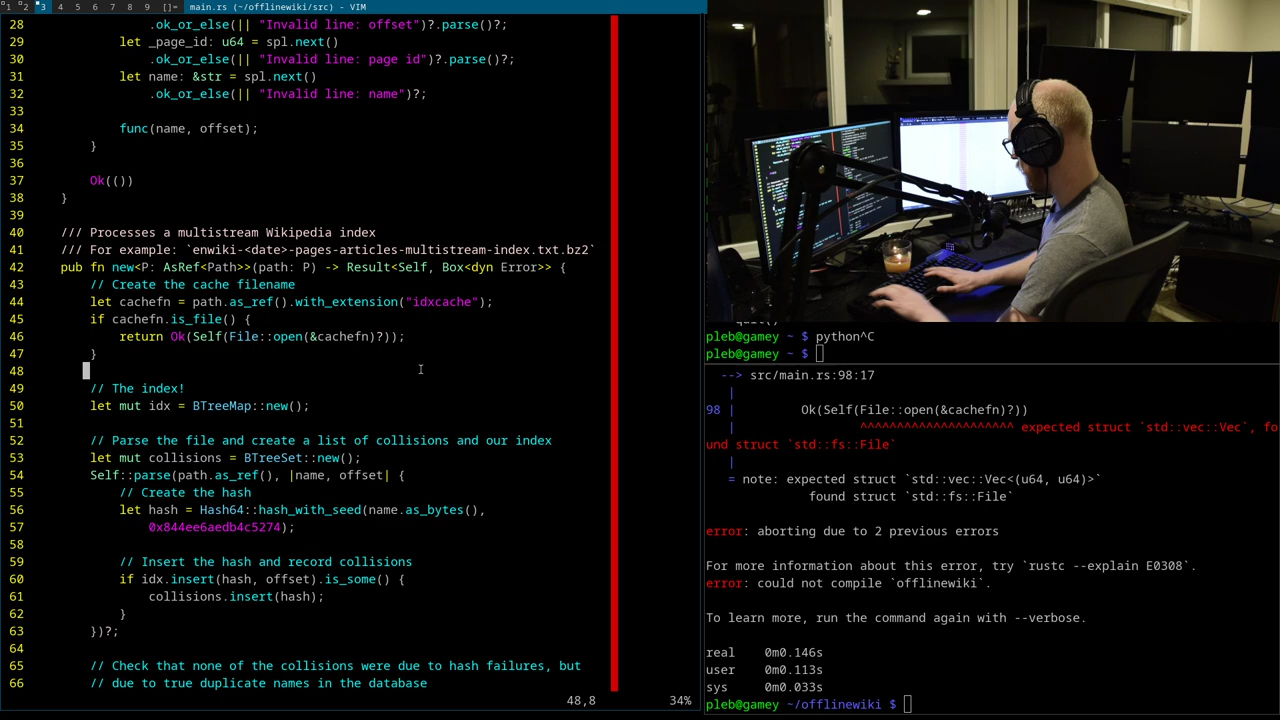 1 2 3 4 5 6 7 8 9 []= main.rs (~/offlinewiki/src) - VIM
28 .ok_or_else(|| "Invalid line: offset")?.parse()?;
29 let _page_id: u64 = spl.next()
30 .ok_or_else(|| "Invalid line: page id")?.parse()?;
31 let name: &str = spl.next()
32 .ok_or_else(|| "Invalid line: name")?;
33
34 func(name, offset);
35 }
36
37 Ok(())
38 }
39
40 /// Processes a multistream Wikipedia index
41 /// For example: `enwiki-<date>-pages-articles-multistream-index.txt.bz2`
42 pub fn new<P: AsRef<Path>>(path: P) -> Result<Self, Box<dyn Error>> {
43 // Create the cache filename
44 let cachefn = path.as_ref().with_extension("idxcache");
45 if cachefn.is_file() {
46 return Ok(Self(File::open(&cachefn)?));
47 }
48
49 // The index!
50 let mut idx = BTreeMap::new();
51
52 // Parse the file and create a list of collisions and our index
53 let mut collisions = BTreeSet::new();
54 Self::parse(path.as_ref(), |name, offset| {
55 // Create the hash
56 let hash = Hash64::hash_with_seed(name.as_bytes(),
57 0x844ee6aedb4c5274);
58
59 // Insert the hash and record collisions
60 if idx.insert(hash, offset).is_some() {
61 collisions.insert(hash);
62 }
63 })?;
64
65 // Check that none of the collisions were due to hash failures, but
66 // due to true duplicate names in the database
48,8 34%
pleb@gamey ~ $ python^C
pleb@gamey ~ $
--> src/main.rs:98:17
|
98 | Ok(Self(File::open(&cachefn)?))
| ^^^^^^^^^^^^^^^^^^^^^ expected struct `std::vec::Vec`, fo
und struct `std::fs::File`
|
= note: expected struct `std::vec::Vec<(u64, u64)>`
found struct `std::fs::File`
error: aborting due to 2 previous errors
For more information about this error, try `rustc --explain E0308`.
error: could not compile `offlinewiki`.
To learn more, run the command again with --verbose.
real 0m0.146s
user 0m0.113s
sys 0m0.033s
pleb@gamey ~/offlinewiki $